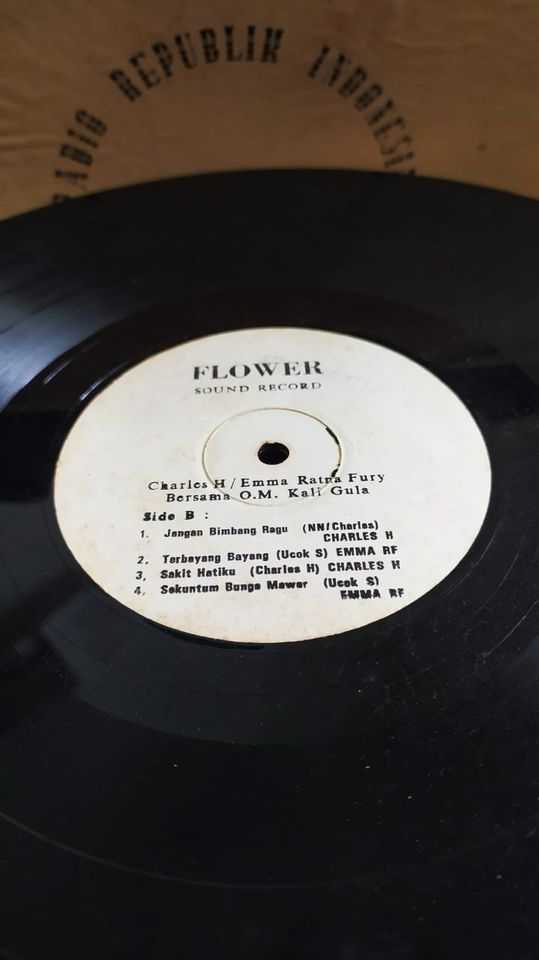 RADIO REPUBLIK INDONESIA
FLOWER
SOUND RECORD
Charles H / Emma Ratna Fury
Bersama O.M. Kali Gula
Side B :
1. Jangan Bimbang Ragu (NN/Charles)
CHARLES H
2. Terbayang Bayang (Ucok S) EMMA RF
3, Sakit Hatiku (Charles H) CHARLES H
4, Sekuntum Bunga Mawar (Ucok S)
EMMA RF